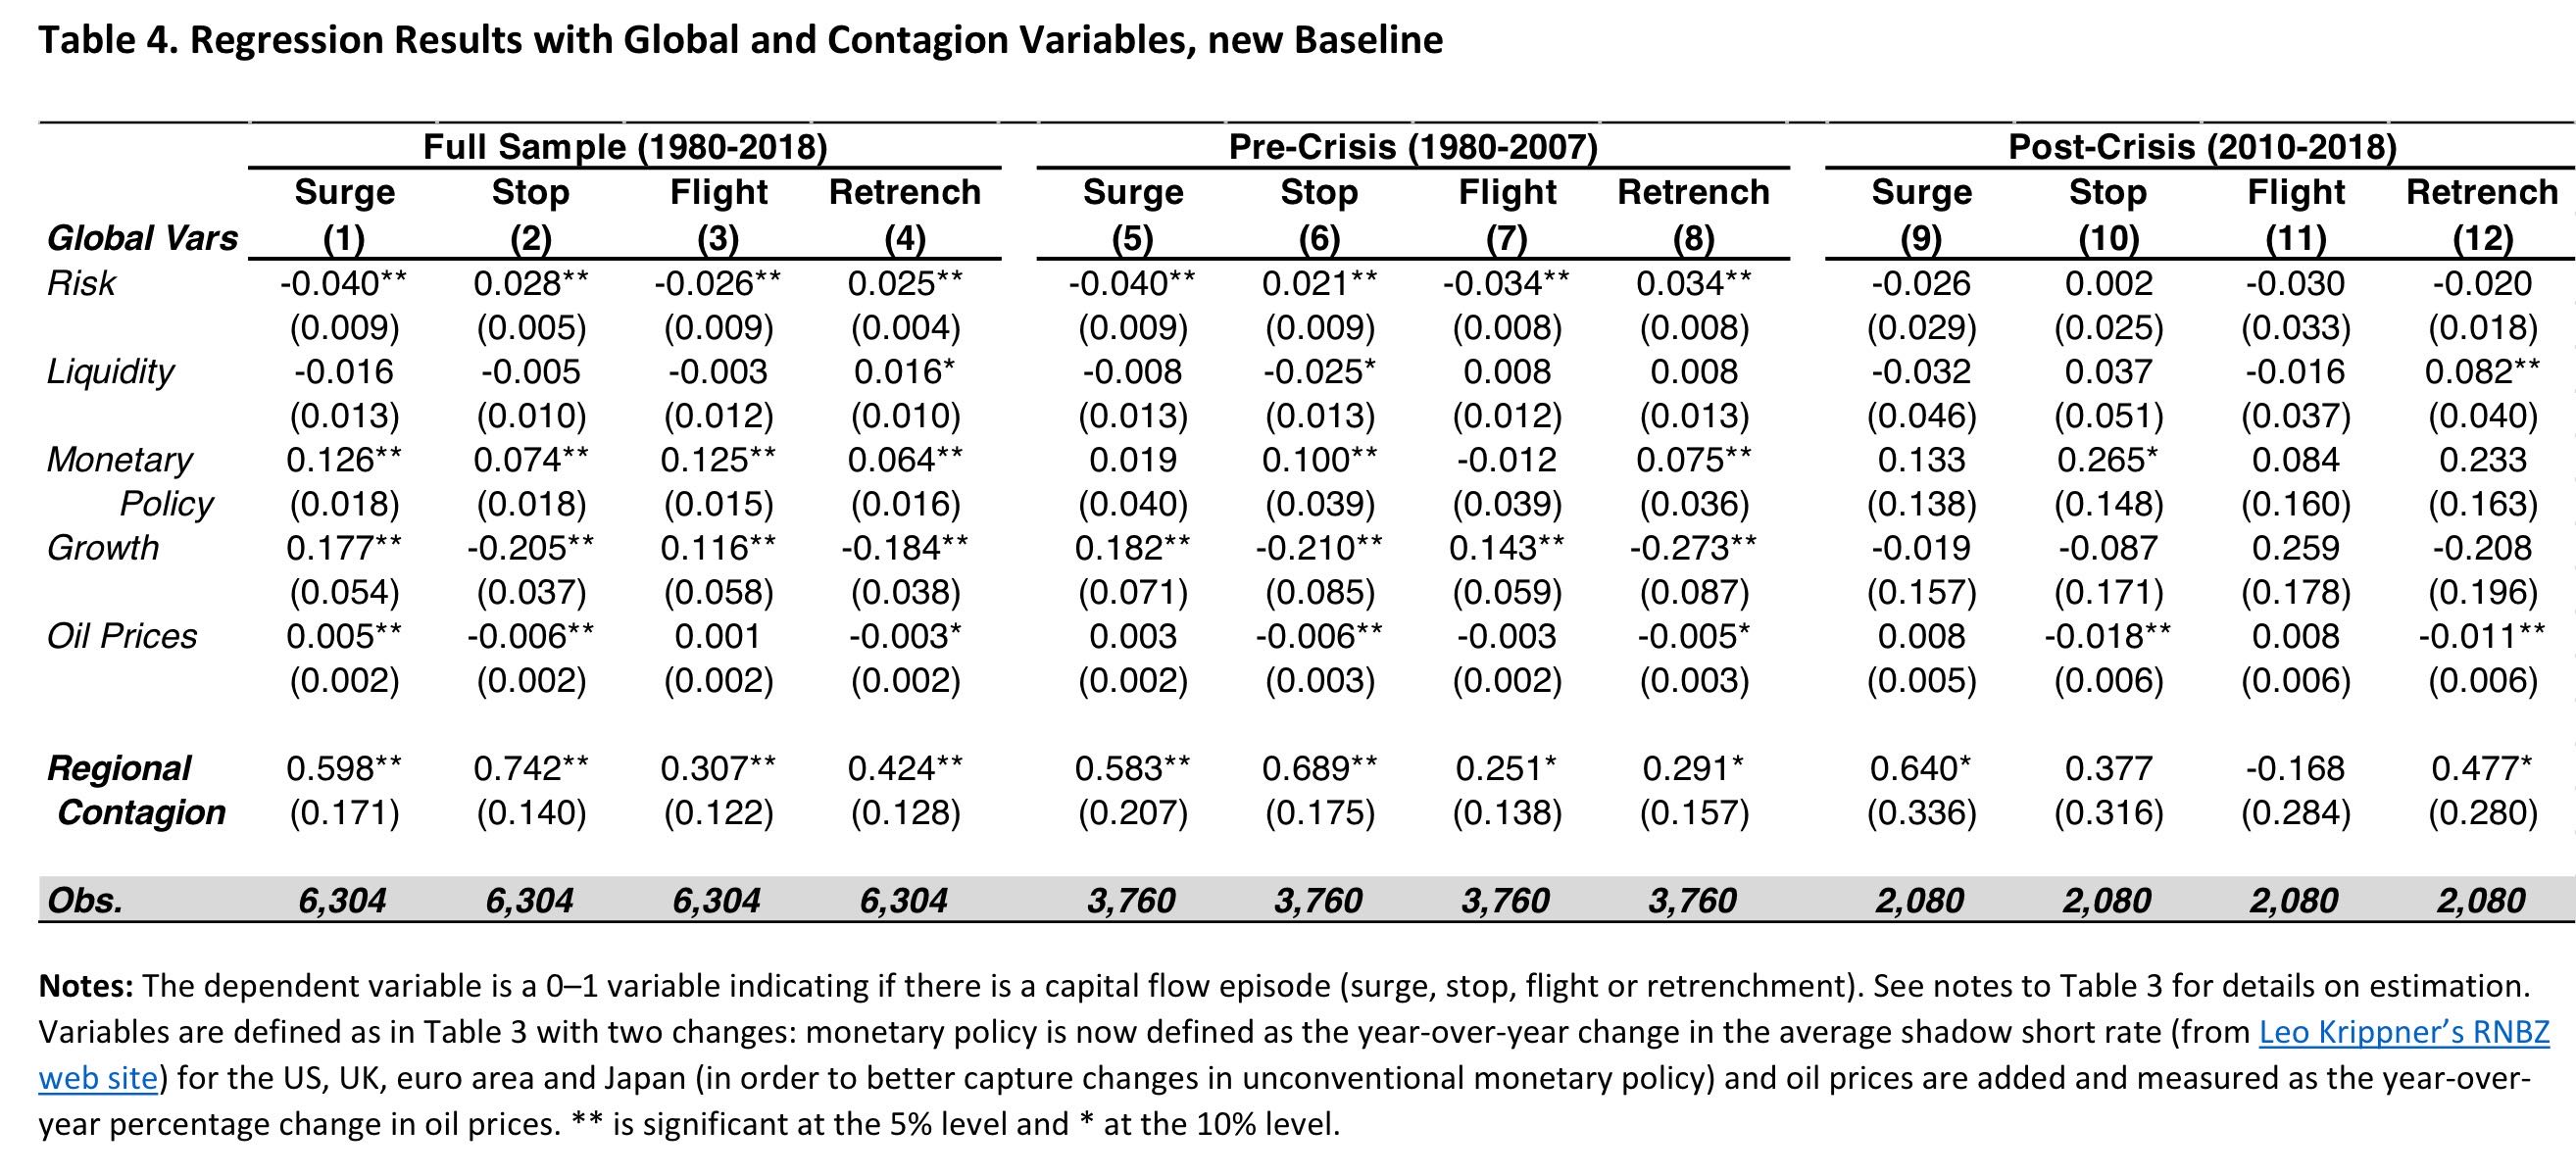 Table 4. Regression Results with Global and Contagion Variables, new Baseline
Full Sample (1980-2018) Pre-Crisis (1980-2007) Post-Crisis (2010-2018)
Surge Stop Flight Retrench Surge Stop Flight Retrench Surge Stop Flight Retrench
Global Vars (1) (2) (3) (4) (5) (6) (7) (8) (9) (10) (11) (12)
Risk -0.040** 0.028** -0.026** 0.025** -0.040** 0.021** -0.034** 0.034** -0.026 0.002 -0.030 -0.020
(0.009) (0.005) (0.009) (0.004) (0.009) (0.009) (0.008) (0.008) (0.029) (0.025) (0.033) (0.018)
Liquidity -0.016 -0.005 -0.003 0.016* -0.008 -0.025* 0.008 0.008 -0.032 0.037 -0.016 0.082**
(0.013) (0.010) (0.012) (0.010) (0.013) (0.013) (0.012) (0.013) (0.046) (0.051) (0.037) (0.040)
Monetary 0.126** 0.074** 0.125** 0.064** 0.019 0.100** -0.012 0.075** 0.133 0.265* 0.084 0.233
Policy (0.018) (0.018) (0.015) (0.016) (0.040) (0.039) (0.039) (0.036) (0.138) (0.148) (0.160) (0.163)
Growth 0.177** -0.205** 0.116** -0.184** 0.182** -0.210** 0.143** -0.273** -0.019 -0.087 0.259 -0.208
(0.054) (0.037) (0.058) (0.038) (0.071) (0.085) (0.059) (0.087) (0.157) (0.171) (0.178) (0.196)
Oil Prices 0.005** -0.006** 0.001 -0.003* 0.003 -0.006** -0.003 -0.005* 0.008 -0.018** 0.008 -0.011**
(0.002) (0.002) (0.002) (0.002) (0.002) (0.003) (0.002) (0.003) (0.005) (0.006) (0.006) (0.006)
Regional 0.598** 0.742** 0.307** 0.424** 0.583** 0.689** 0.251* 0.291* 0.640* 0.377 -0.168 0.477*
Contagion (0.171) (0.140) (0.122) (0.128) (0.207) (0.175) (0.138) (0.157) (0.336) (0.316) (0.284) (0.280)
Obs. 6,304 6,304 6,304 6,304 3,760 3,760 3,760 3,760 2,080 2,080 2,080 2,080
Notes: The dependent variable is a 0–1 variable indicating if there is a capital flow episode (surge, stop, flight or retrenchment). See notes to Table 3 for details on estimation.
Variables are defined as in Table 3 with two changes: monetary policy is now defined as the year-over-year change in the average shadow short rate (from Leo Krippner’s RNBZ
web site) for the US, UK, euro area and Japan (in order to better capture changes in unconventional monetary policy) and oil prices are added and measured as the year-over-
year percentage change in oil prices. ** is significant at the 5% level and * at the 10% level.